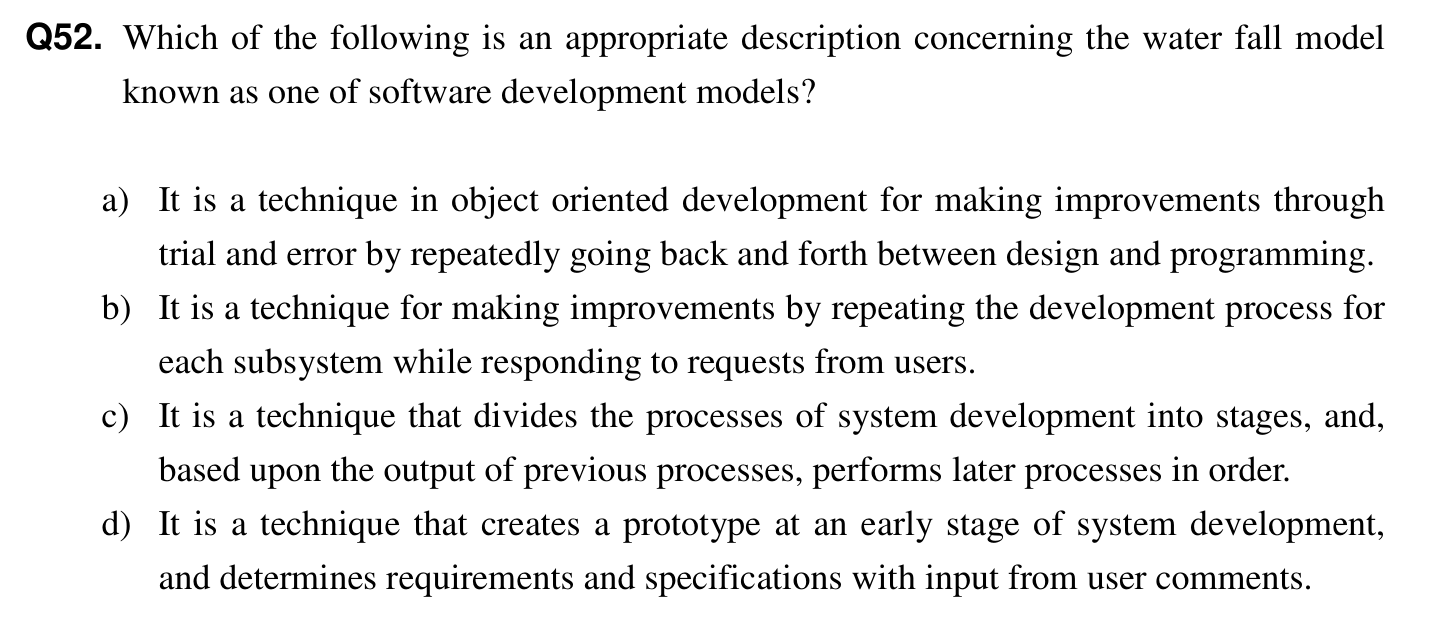 Q52. Which of the following is an appropriate description concerning the water fall model
known as one of software development models?
a) It is a technique in object oriented development for making improvements through
trial and error by repeatedly going back and forth between design and programming.
b) It is a technique for making improvements by repeating the development process for
each subsystem while responding to requests from users.
c) It is a technique that divides the processes of system development into stages, and,
based upon the output of previous processes, performs later processes in order.
d) It is a technique that creates a prototype at an early stage of system development,
and determines requirements and specifications with input from user comments.